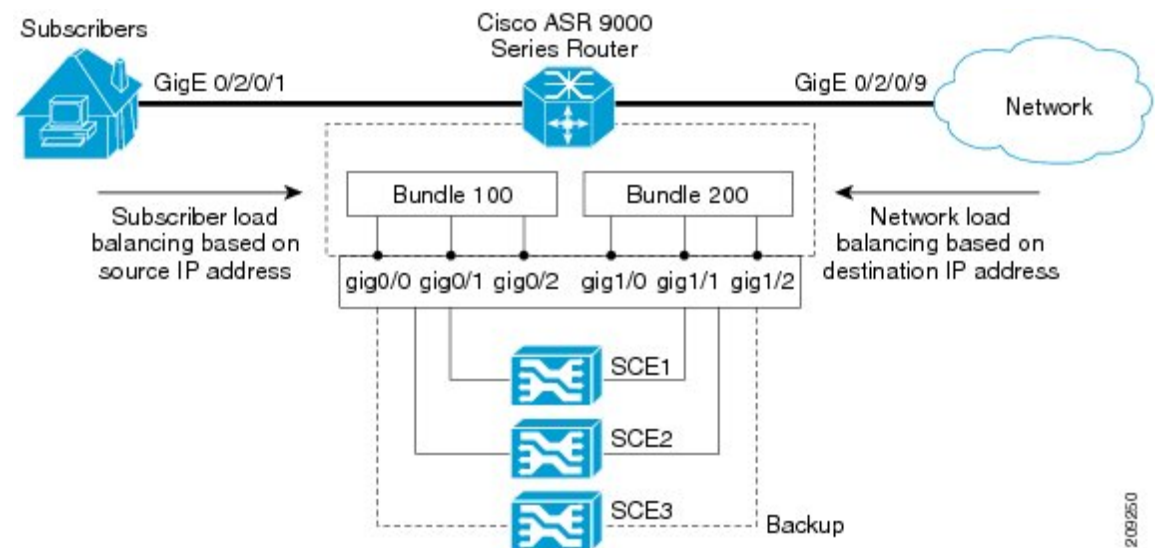 Subscribers
Cisco ASR 9000
Series Router
GigE 0/2/0/1
GigE 0/2/0/9
Network
Bundle 100
Bundle 200
Subscriber load
balancing based on
source IP address
Network load
balancing based on
destination IP address
gig0/0 gig0/1 gig0/2 gig1/0 gig1/1 gig1/2
SCE1
SCE2
SCE3
Backup
209250